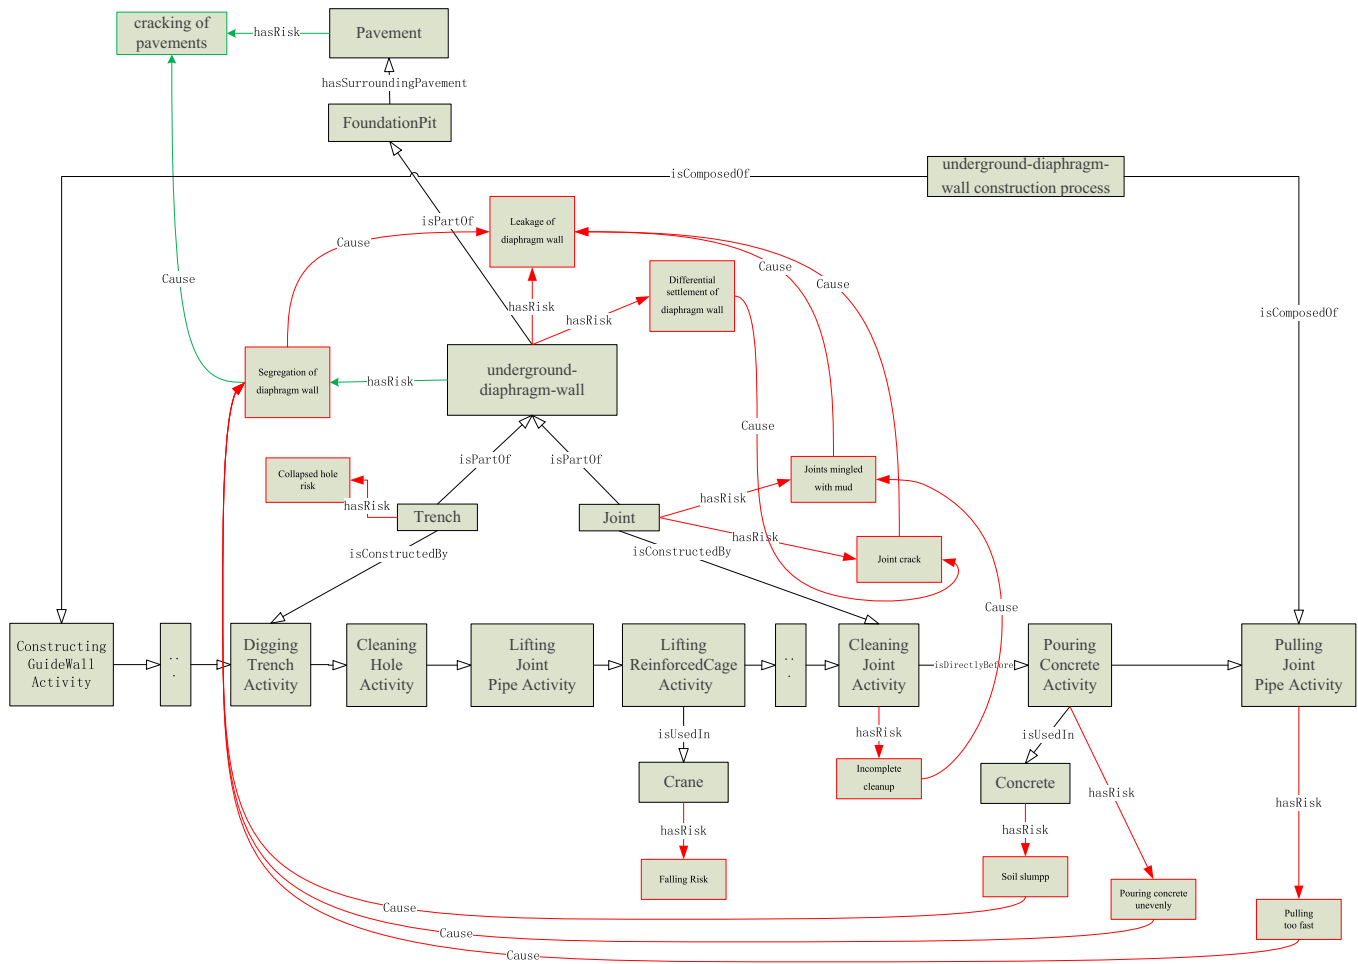 cracking of
pavements
hasRisk
Pavement
hasSurroundingPavement
FoundationPit
underground-diaphragm-
wall construction process
isComposedOf
isPartOf
Leakage of
diaphragm wall
Cause
Cause
Cause
Cause
hasRisk
Differential
settlement of
diaphragm wall
hasRisk
isComposedOf
Segregation of
diaphragm wall
hasRisk
underground-
diaphragm-wall
Cause
isPartOf
isPartOf
Collapsed hole
risk
hasRisk
Trench
Joint
hasRisk
Joints mingled
with mud
hasRisk
Joint crack
isConstructedBy
isConstructedBy
Cause
Constructing
GuideWall
Activity
..
.
Digging
Trench
Activity
Cleaning
Hole
Activity
Lifting
Joint
Pipe Activity
Lifting
ReinforcedCage
Activity
..
.
Cleaning
Joint
Activity
isDirectlyBefore
Pouring
Concrete
Activity
Pulling
Joint
Pipe Activity
isUsedIn
hasRisk
isUsedIn
Crane
Incomplete
cleanup
Concrete
hasRisk
hasRisk
hasRisk
hasRisk
Falling Risk
Soil slumpp
Pouring concrete
unevenly
Pulling
too fast
Cause
Cause
Cause